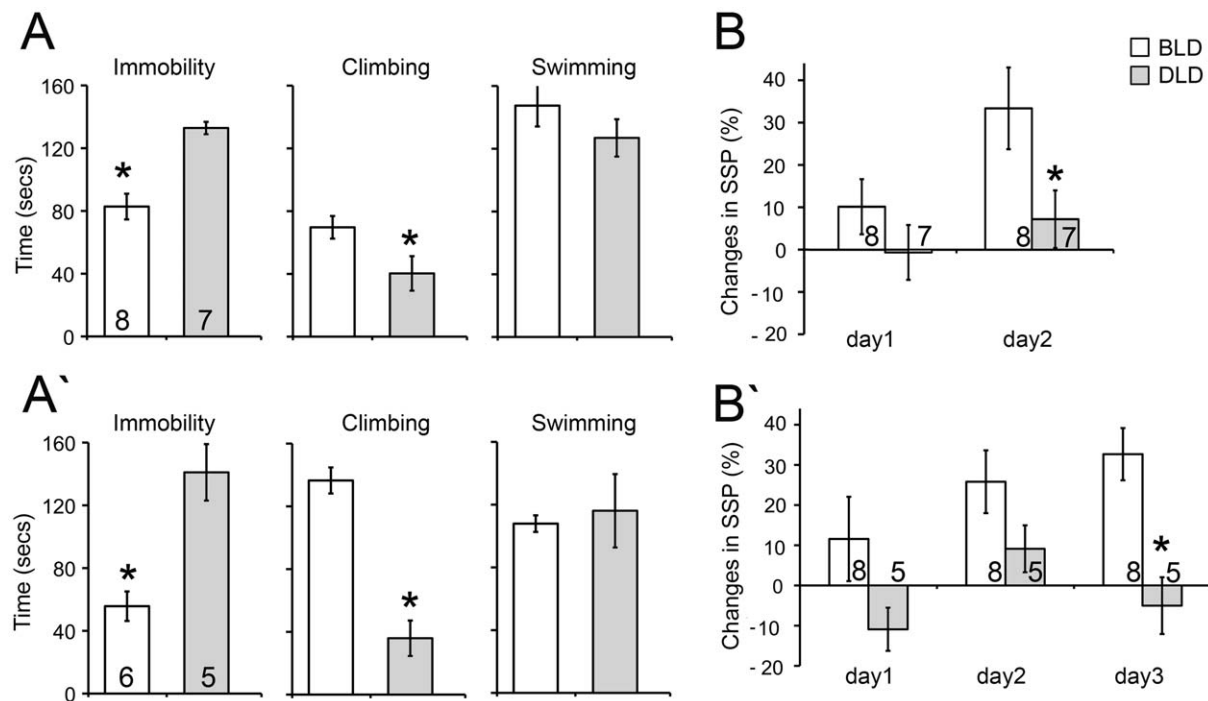 A
Immobility
Climbing
Swimming
Time (secs)
160
120
80
40
0
*
8
7
*
B
BLD
DLD
Changes in SSP (%)
40
30
20
10
0
- 10
- 20
8
7
8
*
7
day1
day2
A`
Immobility
Climbing
Swimming
Time (secs)
160
120
80
40
0
*
6
5
*
B`
Changes in SSP (%)
40
30
20
10
0
- 10
- 20
8
5
8
5
8
*
5
day1
day2
day3